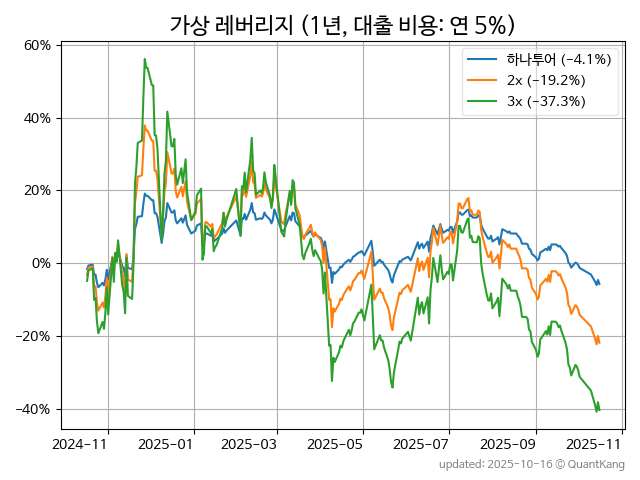 가상 레버리지 (1년, 대출 비용: 연 5%)
60%
40%
20%
0%
−20%
−40%
하나투어 (−4.1%)
2x (−19.2%)
3x (−37.3%)
2024-11
2025-01
2025-03
2025-05
2025-07
2025-09
2025-11
updated: 2025-10-16 © QuantKang